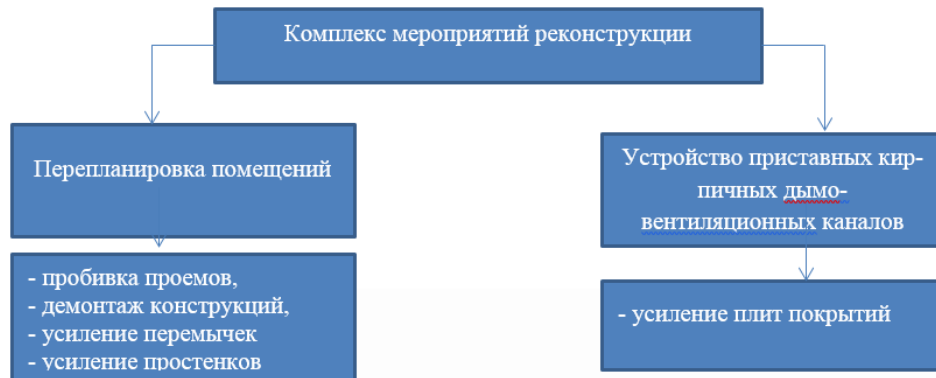 Комплекс мероприятий реконструкции
Перепланировка помещений
- пробивка проемов,
- демонтаж конструкций,
- усиление перемычек
- усиление простенков
Устройство приставных кир-
пичных дымо-
вентиляционных каналов
- усиление плит покрытий